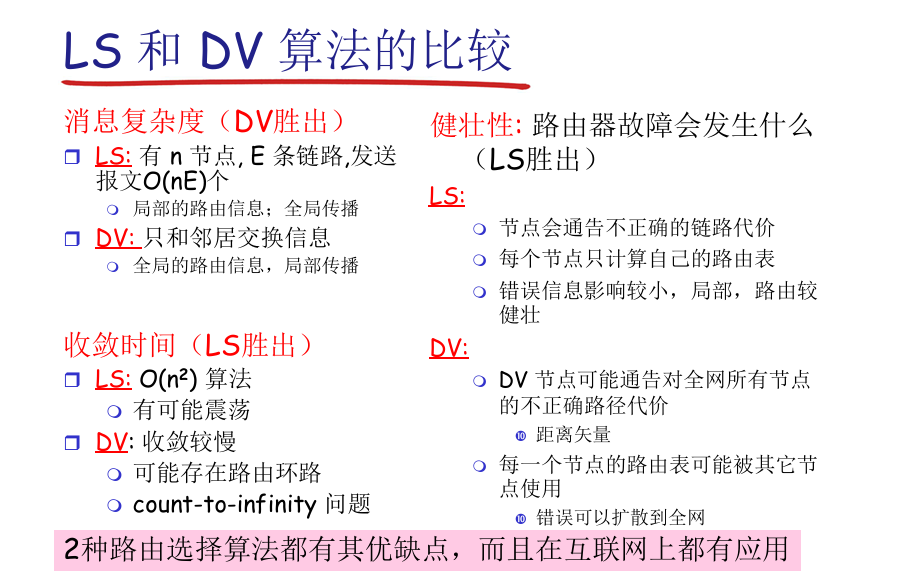 LS 和 DV 算法的比较
消息复杂度（DV胜出）
LS: 有 n 节点, E 条链路,发送
报文O(nE)个
局部的路由信息；全局传播
DV: 只和邻居交换信息
全局的路由信息，局部传播
收敛时间（LS胜出）
LS: O(n²) 算法
有可能震荡
DV: 收敛较慢
可能存在路由环路
count-to-infinity 问题
健壮性: 路由器故障会发生什么
（LS胜出）
LS:
节点会通告不正确的链路代价
每个节点只计算自己的路由表
错误信息影响较小，局部，路由较
健壮
DV:
DV 节点可能通告对全网所有节点
的不正确路径代价
距离矢量
每一个节点的路由表可能被其它节
点使用
错误可以扩散到全网
2种路由选择算法都有其优缺点，而且在互联网上都有应用